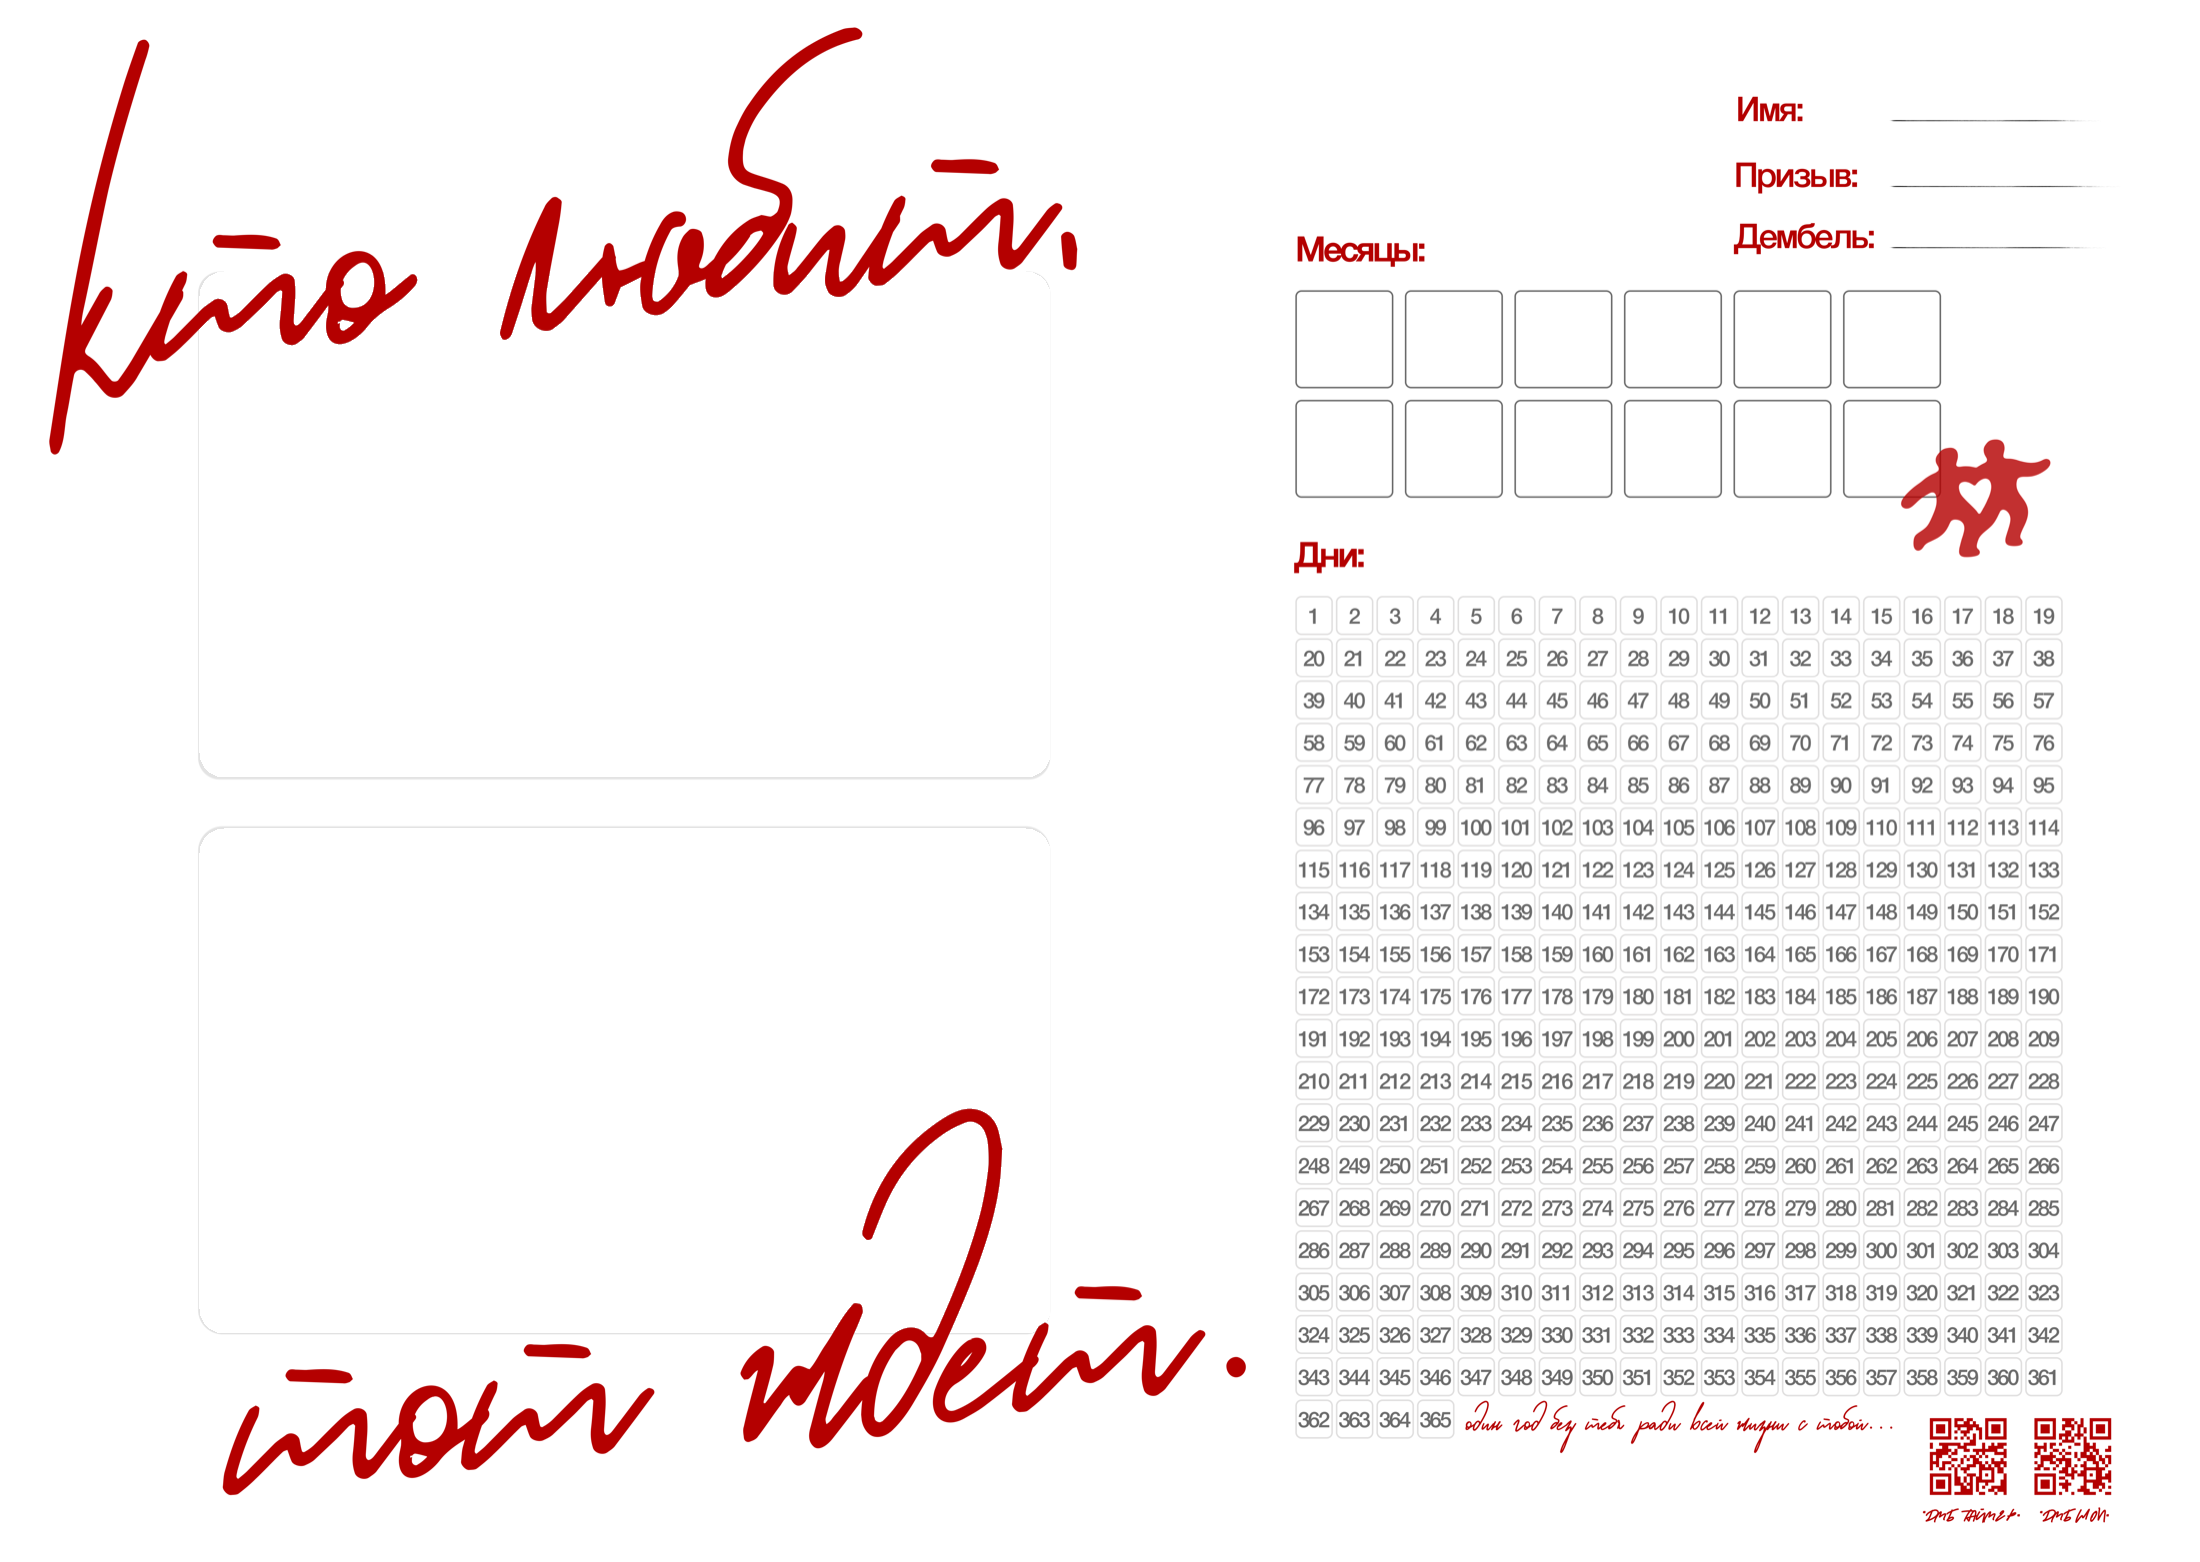 кто любит,
тот ждет.
Имя:
Призыв:
Дембель:
Месяцы:
Дни:
1 2 3 4 5 6 7 8 9 10 11 12 13 14 15 16 17 18 19
20 21 22 23 24 25 26 27 28 29 30 31 32 33 34 35 36 37 38
39 40 41 42 43 44 45 46 47 48 49 50 51 52 53 54 55 56 57
58 59 60 61 62 63 64 65 66 67 68 69 70 71 72 73 74 75 76
77 78 79 80 81 82 83 84 85 86 87 88 89 90 91 92 93 94 95
96 97 98 99 100 101 102 103 104 105 106 107 108 109 110 111 112 113 114
115 116 117 118 119 120 121 122 123 124 125 126 127 128 129 130 131 132 133
134 135 136 137 138 139 140 141 142 143 144 145 146 147 148 149 150 151 152
153 154 155 156 157 158 159 160 161 162 163 164 165 166 167 168 169 170 171
172 173 174 175 176 177 178 179 180 181 182 183 184 185 186 187 188 189 190
191 192 193 194 195 196 197 198 199 200 201 202 203 204 205 206 207 208 209
210 211 212 213 214 215 216 217 218 219 220 221 222 223 224 225 226 227 228
229 230 231 232 233 234 235 236 237 238 239 240 241 242 243 244 245 246 247
248 249 250 251 252 253 254 255 256 257 258 259 260 261 262 263 264 265 266
267 268 269 270 271 272 273 274 275 276 277 278 279 280 281 282 283 284 285
286 287 288 289 290 291 292 293 294 295 296 297 298 299 300 301 302 303 304
305 306 307 308 309 310 311 312 313 314 315 316 317 318 319 320 321 322 323
324 325 326 327 328 329 330 331 332 333 334 335 336 337 338 339 340 341 342
343 344 345 346 347 348 349 350 351 352 353 354 355 356 357 358 359 360 361
362 363 364 365 один год без тебя ради всей жизни с тобой...
"ДМБ ТАЙМЕР" "ДМБ ШОП"